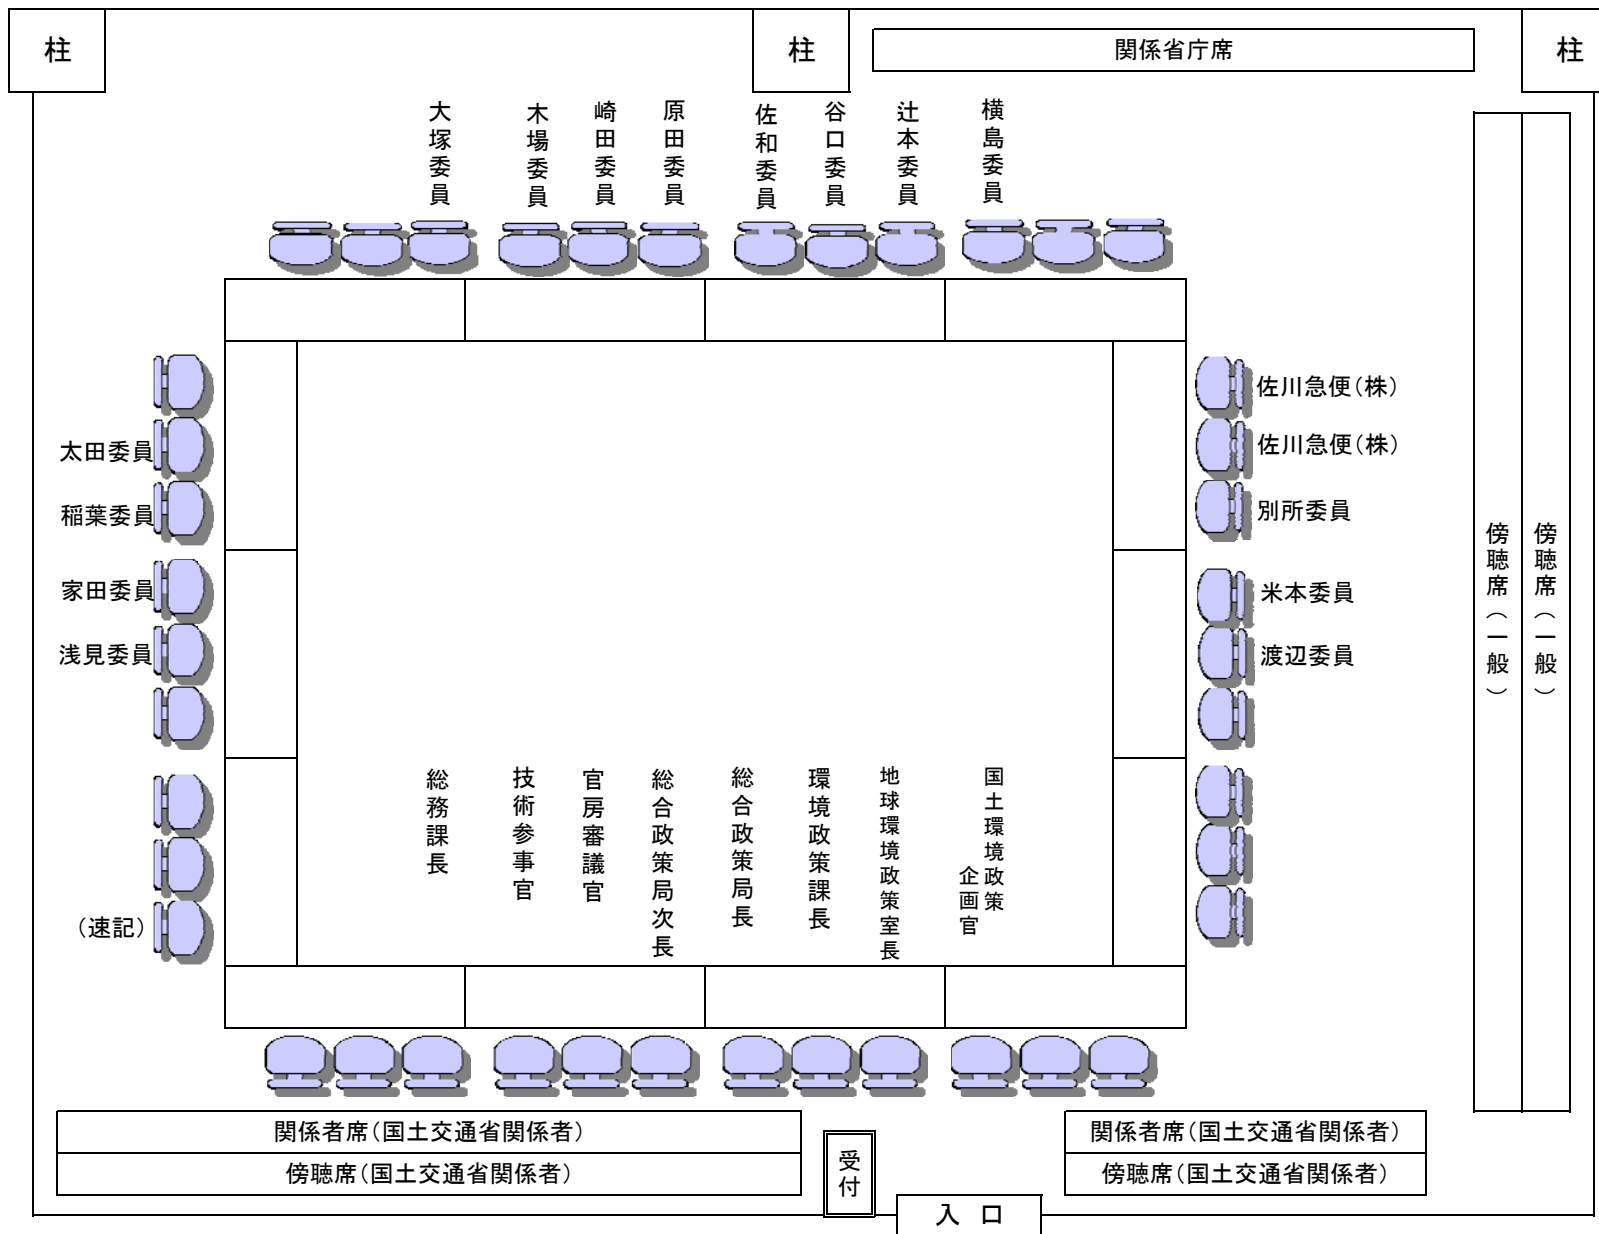 柱
柱
柱
関係省庁席
大塚委員
木場委員
崎田委員
原田委員
佐和委員
谷口委員
辻本委員
横島委員
太田委員
稲葉委員
家田委員
浅見委員
（速記）
佐川急便（株）
佐川急便（株）
別所委員
米本委員
渡辺委員
傍聴席（一般）
傍聴席（一般）
総務課長
技術参事官
官房審議官
総合政策局次長
総合政策局長
環境政策課長
地球環境政策室長
国土環境政策
企画官
関係者席（国土交通省関係者）
傍聴席（国土交通省関係者）
受付
関係者席（国土交通省関係者）
傍聴席（国土交通省関係者）
入 口